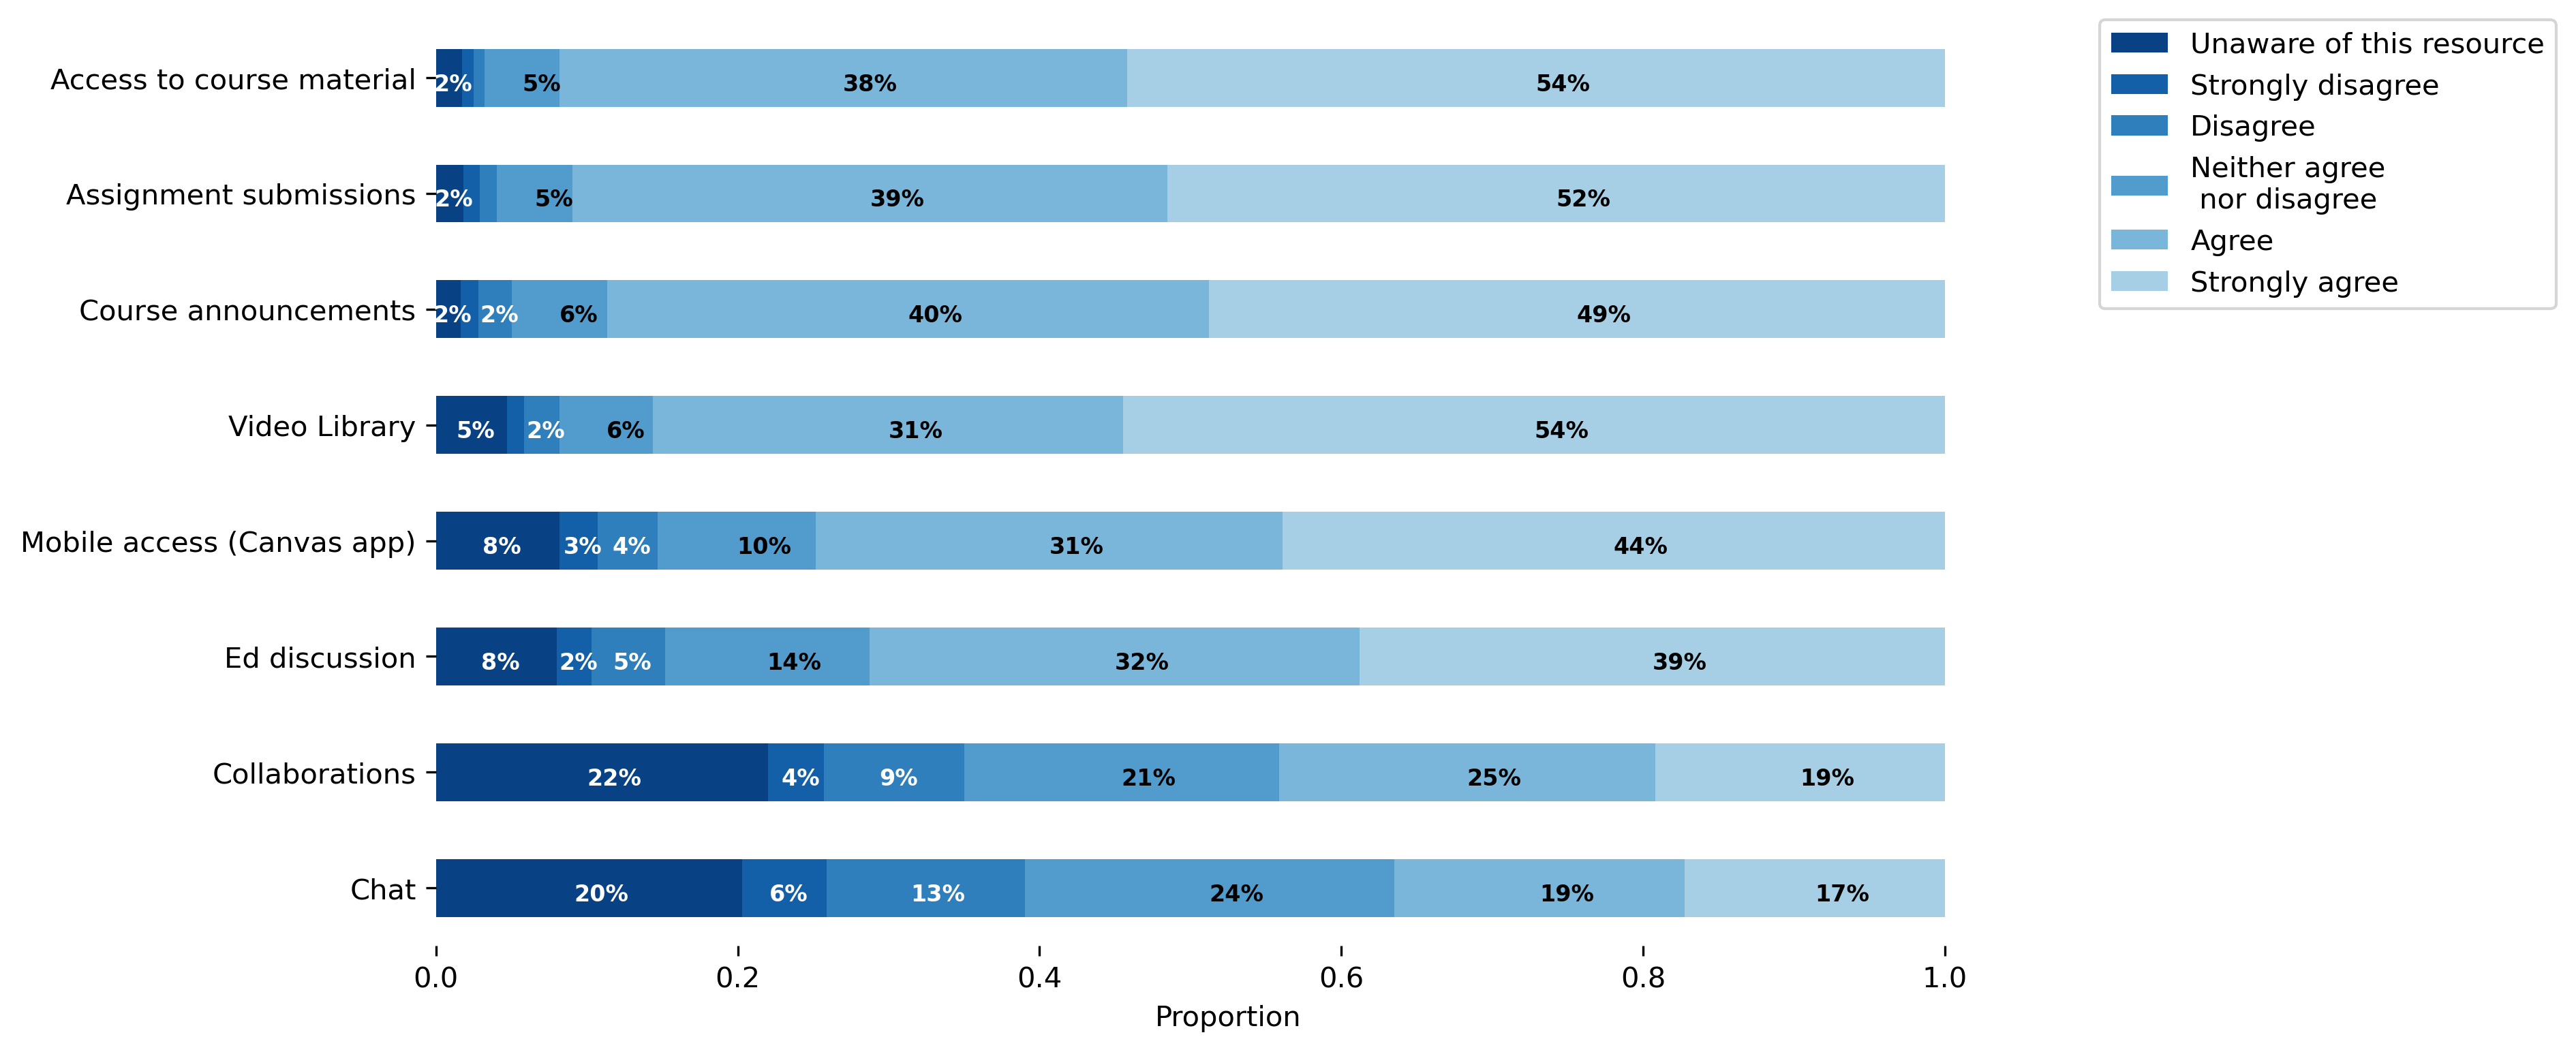 Access to course material 2% 5% 38% 54%
Assignment submissions 2% 5% 39% 52%
Course announcements 2% 2% 6% 40% 49%
Video Library 5% 2% 6% 31% 54%
Mobile access (Canvas app) 8% 3% 4% 10% 31% 44%
Ed discussion 8% 2% 5% 14% 32% 39%
Collaborations 22% 4% 9% 21% 25% 19%
Chat 20% 6% 13% 24% 19% 17%
0.0 0.2 0.4 0.6 0.8 1.0
Proportion
Unaware of this resource
Strongly disagree
Disagree
Neither agree
nor disagree
Agree
Strongly agree